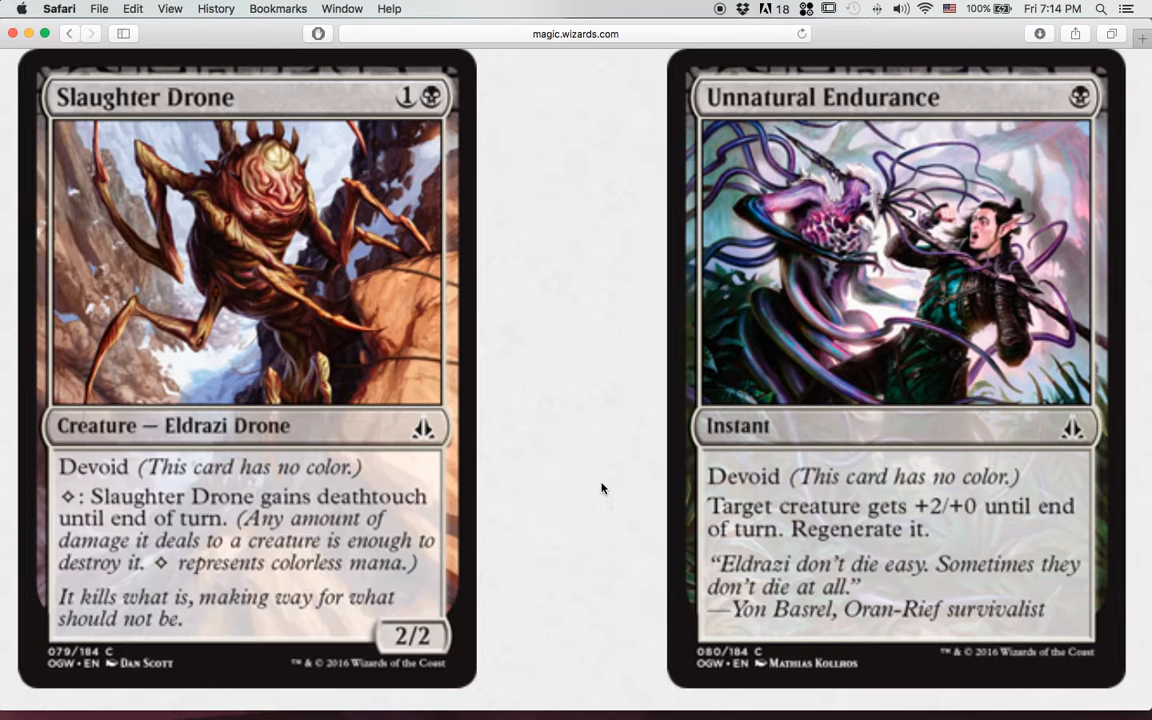 Safari File Edit View History Bookmarks Window Help 18 100% Fri 7:14 PM
magic.wizards.com
Slaughter Drone 1
Creature — Eldrazi Drone
Devoid (This card has no color.)
: Slaughter Drone gains deathtouch
until end of turn. (Any amount of
damage it deals to a creature is enough to
destroy it. represents colorless mana.)
It kills what is, making way for what
should not be.
2/2
079/184 C
OGW • EN Dan Scott
™ & © 2016 Wizards of the Coast
Unnatural Endurance
Instant
Devoid (This card has no color.)
Target creature gets +2/+0 until end
of turn. Regenerate it.
“Eldrazi don’t die easy. Sometimes they
don’t die at all.”
—Yon Basrel, Oran-Rief survivalist
080/184 C
OGW • EN Mathias Kollros
™ & © 2016 Wizards of the Coast